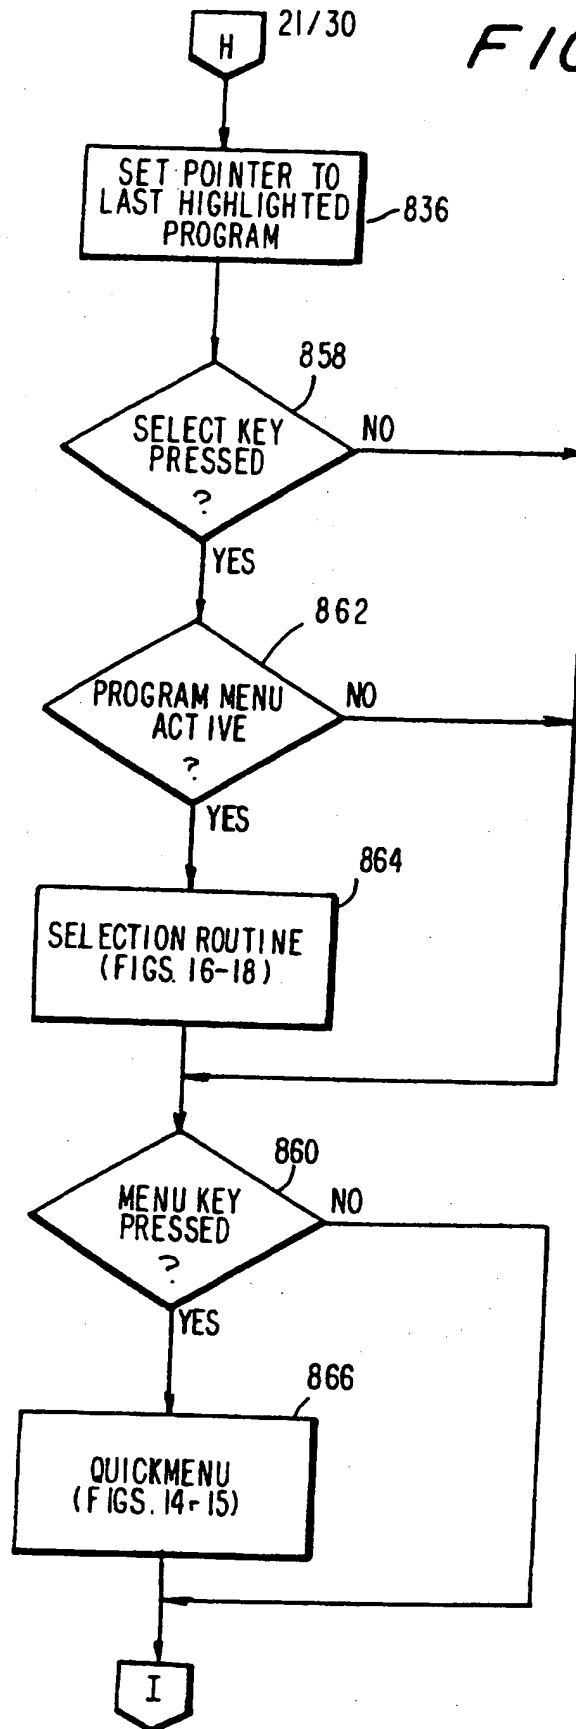 21/30
FIG
H
SET POINTER TO
LAST HIGHLIGHTED
PROGRAM
836
858
SELECT KEY
PRESSED
?
NO
YES
862
PROGRAM MENU
ACTIVE
?
NO
YES
864
SELECTION ROUTINE
(FIGS. 16-18)
860
MENU KEY
PRESSED
?
NO
YES
866
QUICKMENU
(FIGS. 14-15)
I